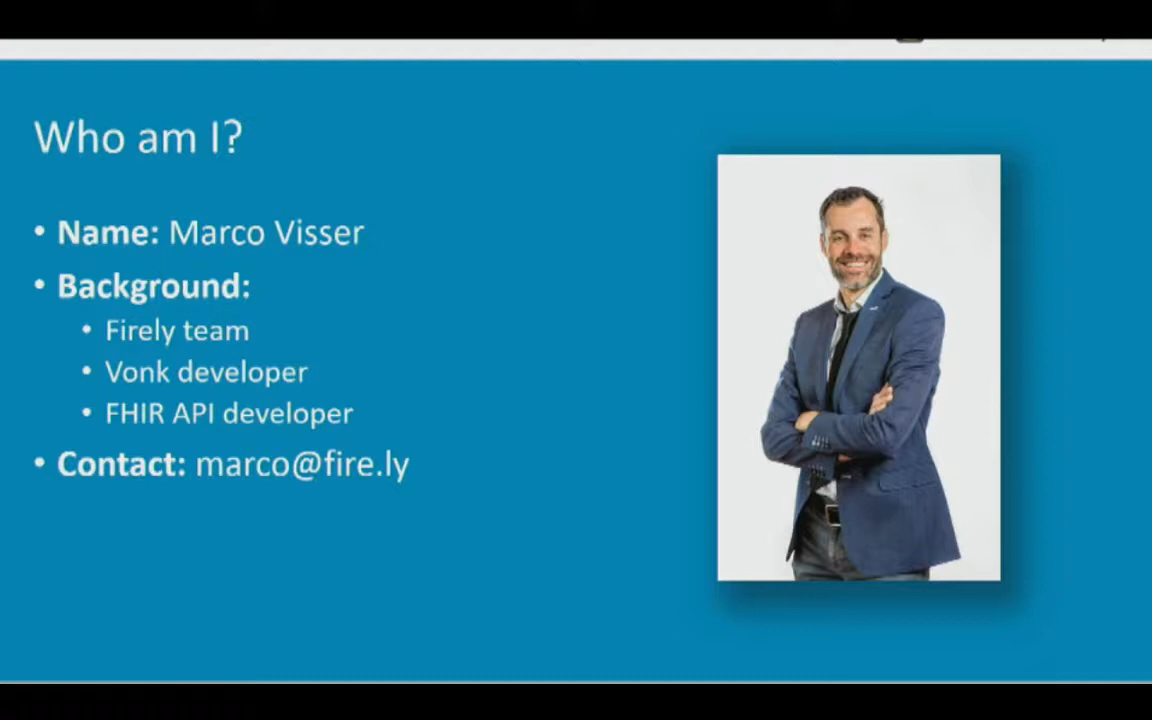 Who am I?
• Name: Marco Visser
• Background:
• Firely team
• Vonk developer
• FHIR API developer
• Contact: marco@fire.ly